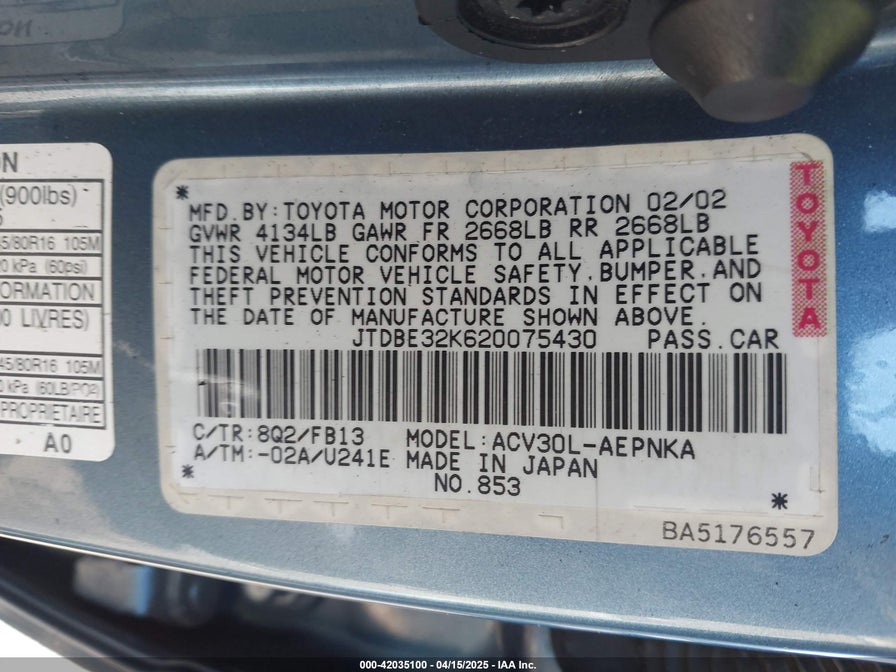 ON
(900lbs)
45/80R16 105M
20 kPa (60psi)
FORMATION
00 LIVRES)
45/80R16 105M
PROPRIETAIRE
A0
MFD.BY:TOYOTA MOTOR CORPORATION 02/02
GVWR 4134LB GAWR FR 2668LB RR 2668LB
THIS VEHICLE CONFORMS TO ALL APPLICABLE
FEDERAL MOTOR VEHICLE SAFETY,BUMPER,AND
THEFT PREVENTION STANDARDS IN EFFECT ON
THE DATE OF MANUFACTURE SHOWN ABOVE.
JTDBE32K620075430 PASS.CAR
C/TR:8Q2/FB13 MODEL:ACV30L-AEPNKA
A/TM:-02A/U241E MADE IN JAPAN
NO.853
BA5176557
TOYOTA
000-42035100 - 04/15/2025 - IAA Inc.